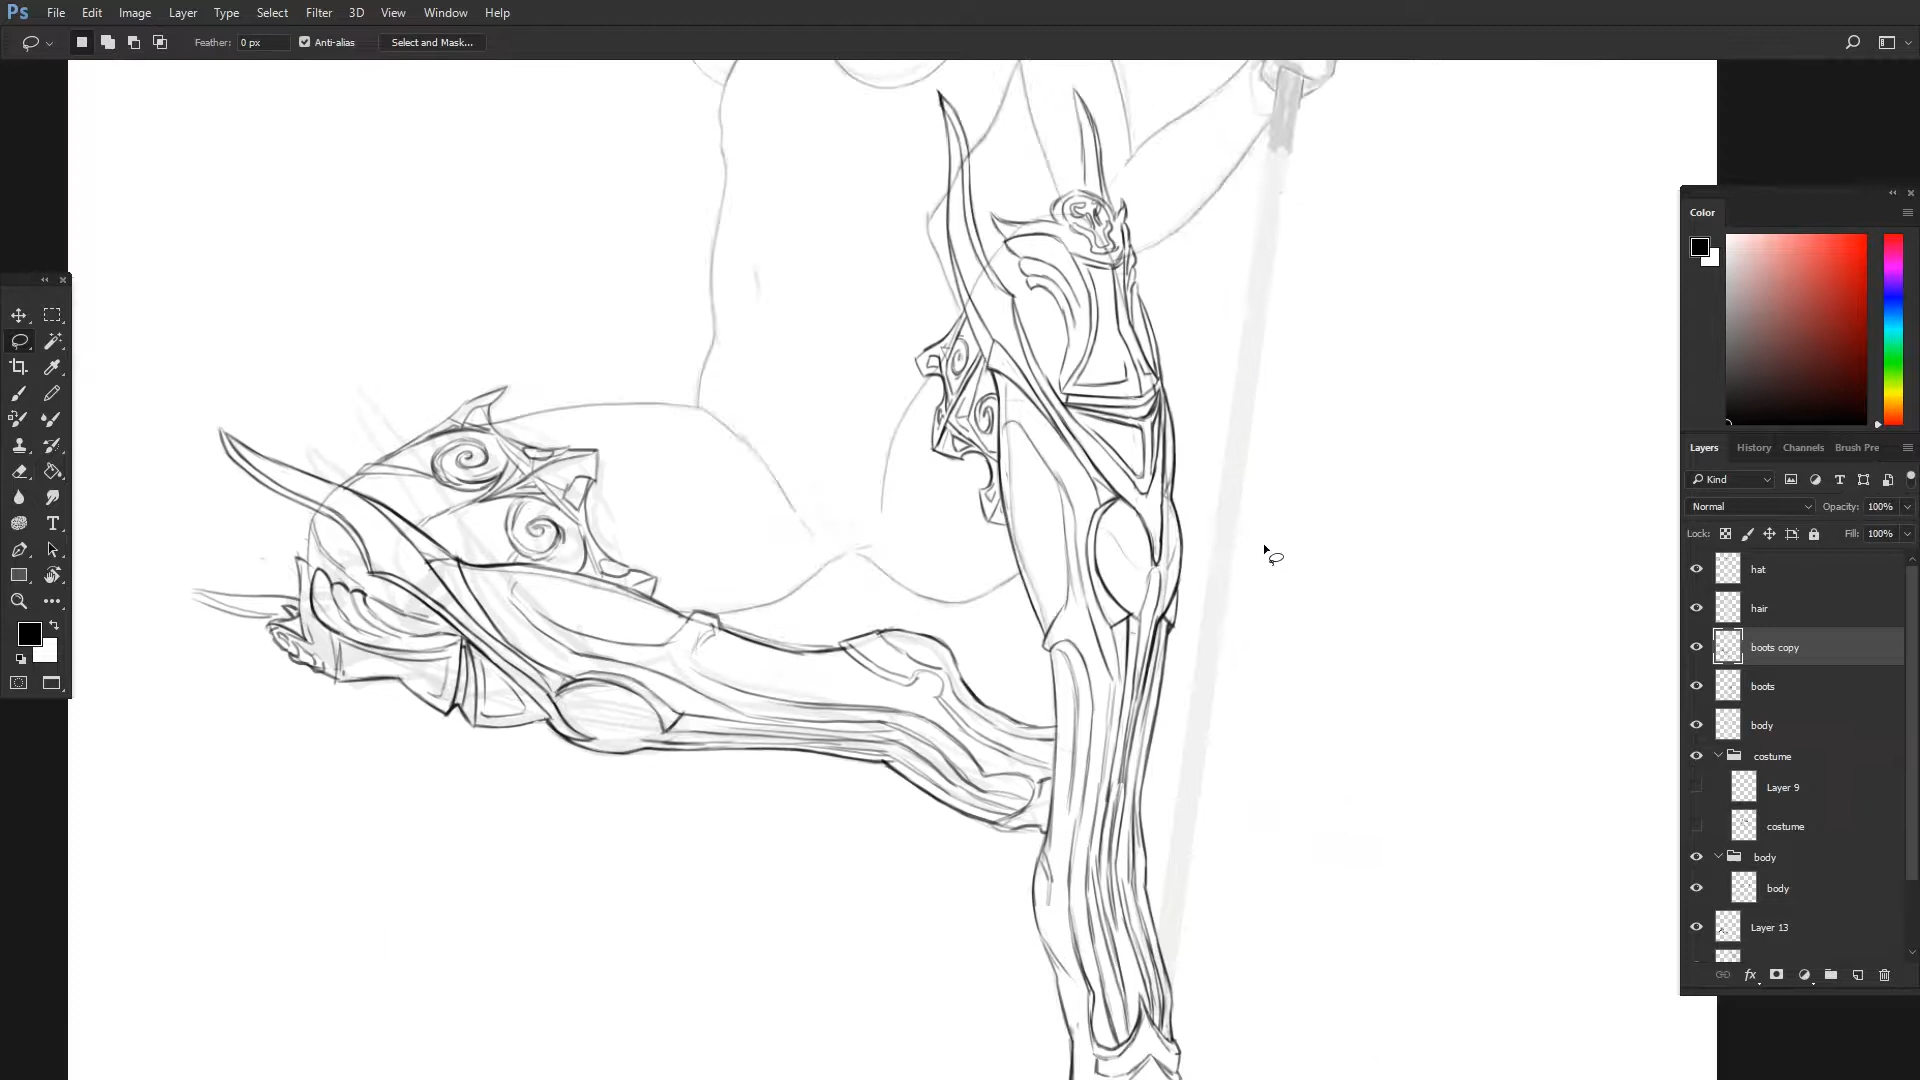 Ps File Edit Image Layer Type Select Filter 3D View Window Help
Feather: 0 px Anti-alias Select and Mask...
Color
Layers History Channels Brush Pre
Kind
Normal Opacity: 100%
Lock: Fill: 100%
hat
hair
boots copy
boots
body
costume
Layer 9
costume
body
body
Layer 13
fx